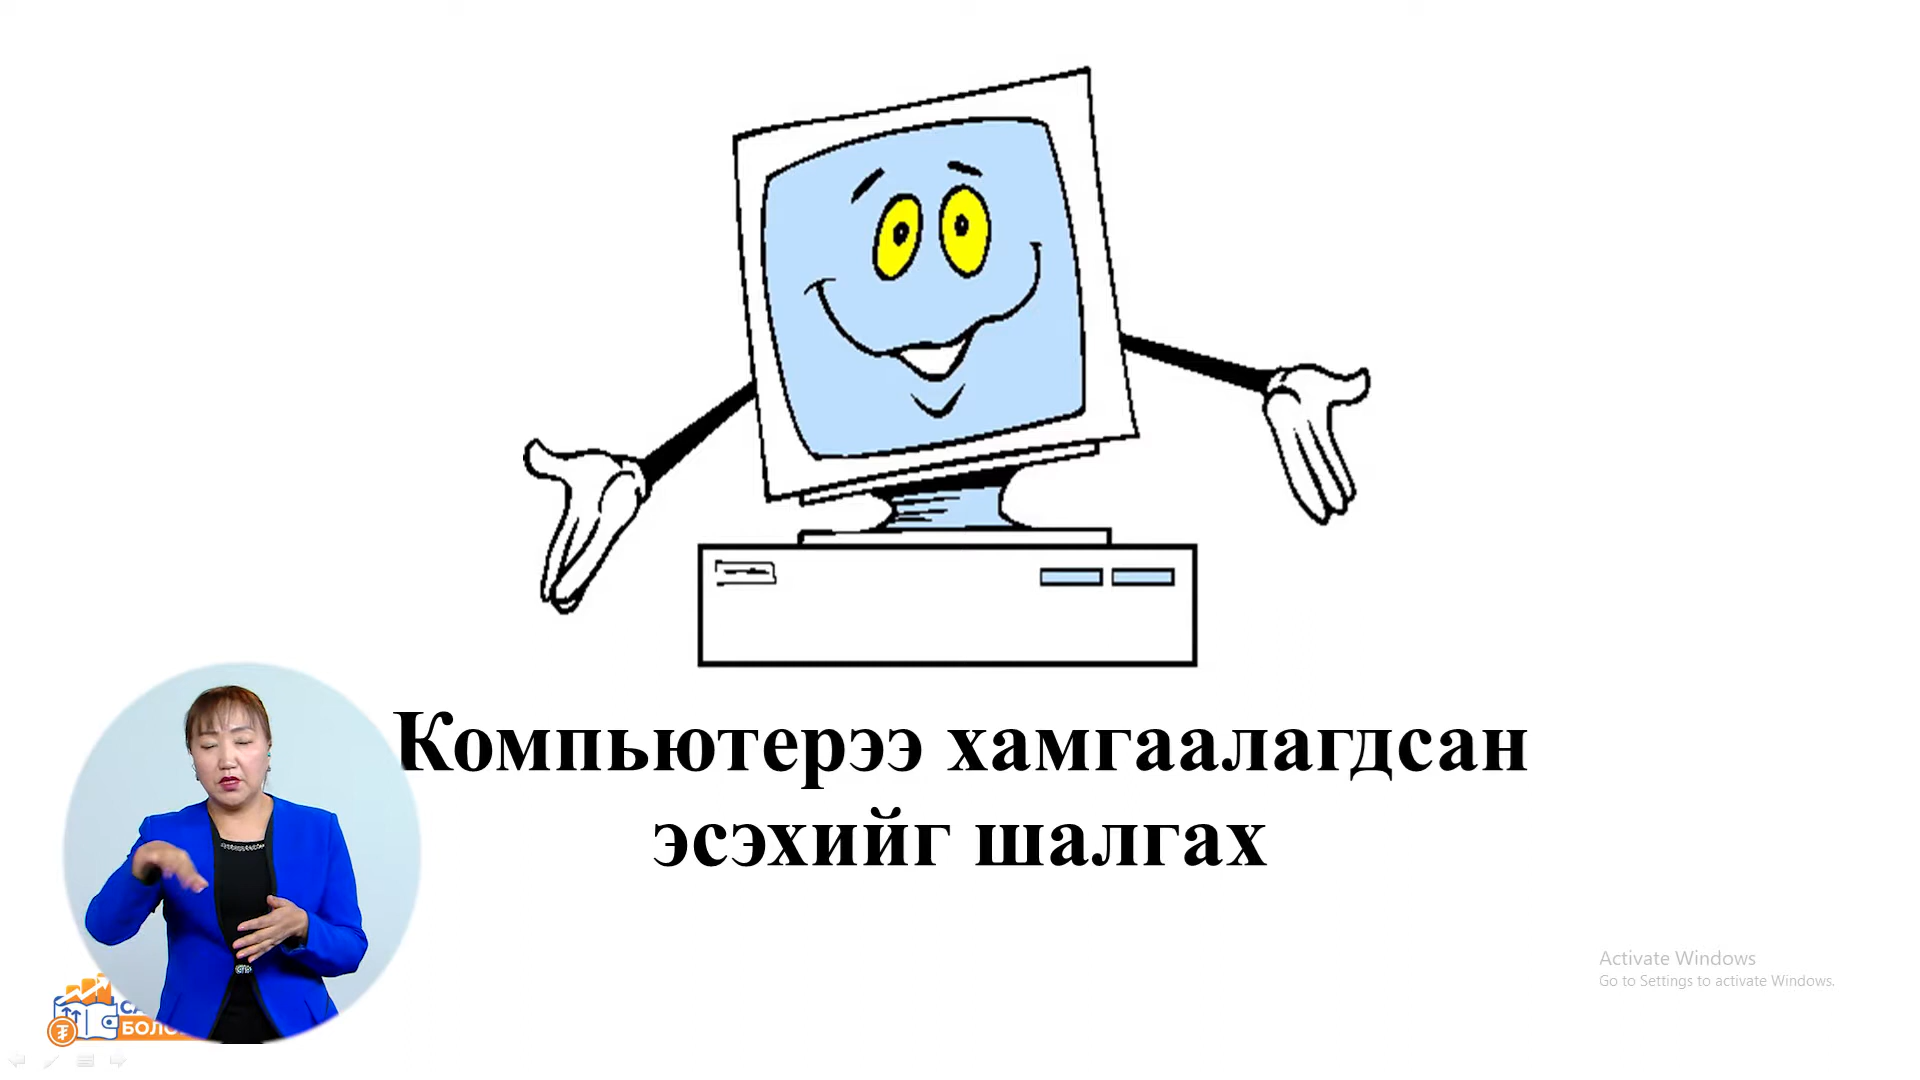 Компьютерээ хамгаалагдсан
эсэхийг шалгах
Activate Windows
Go to Settings to activate Windows.